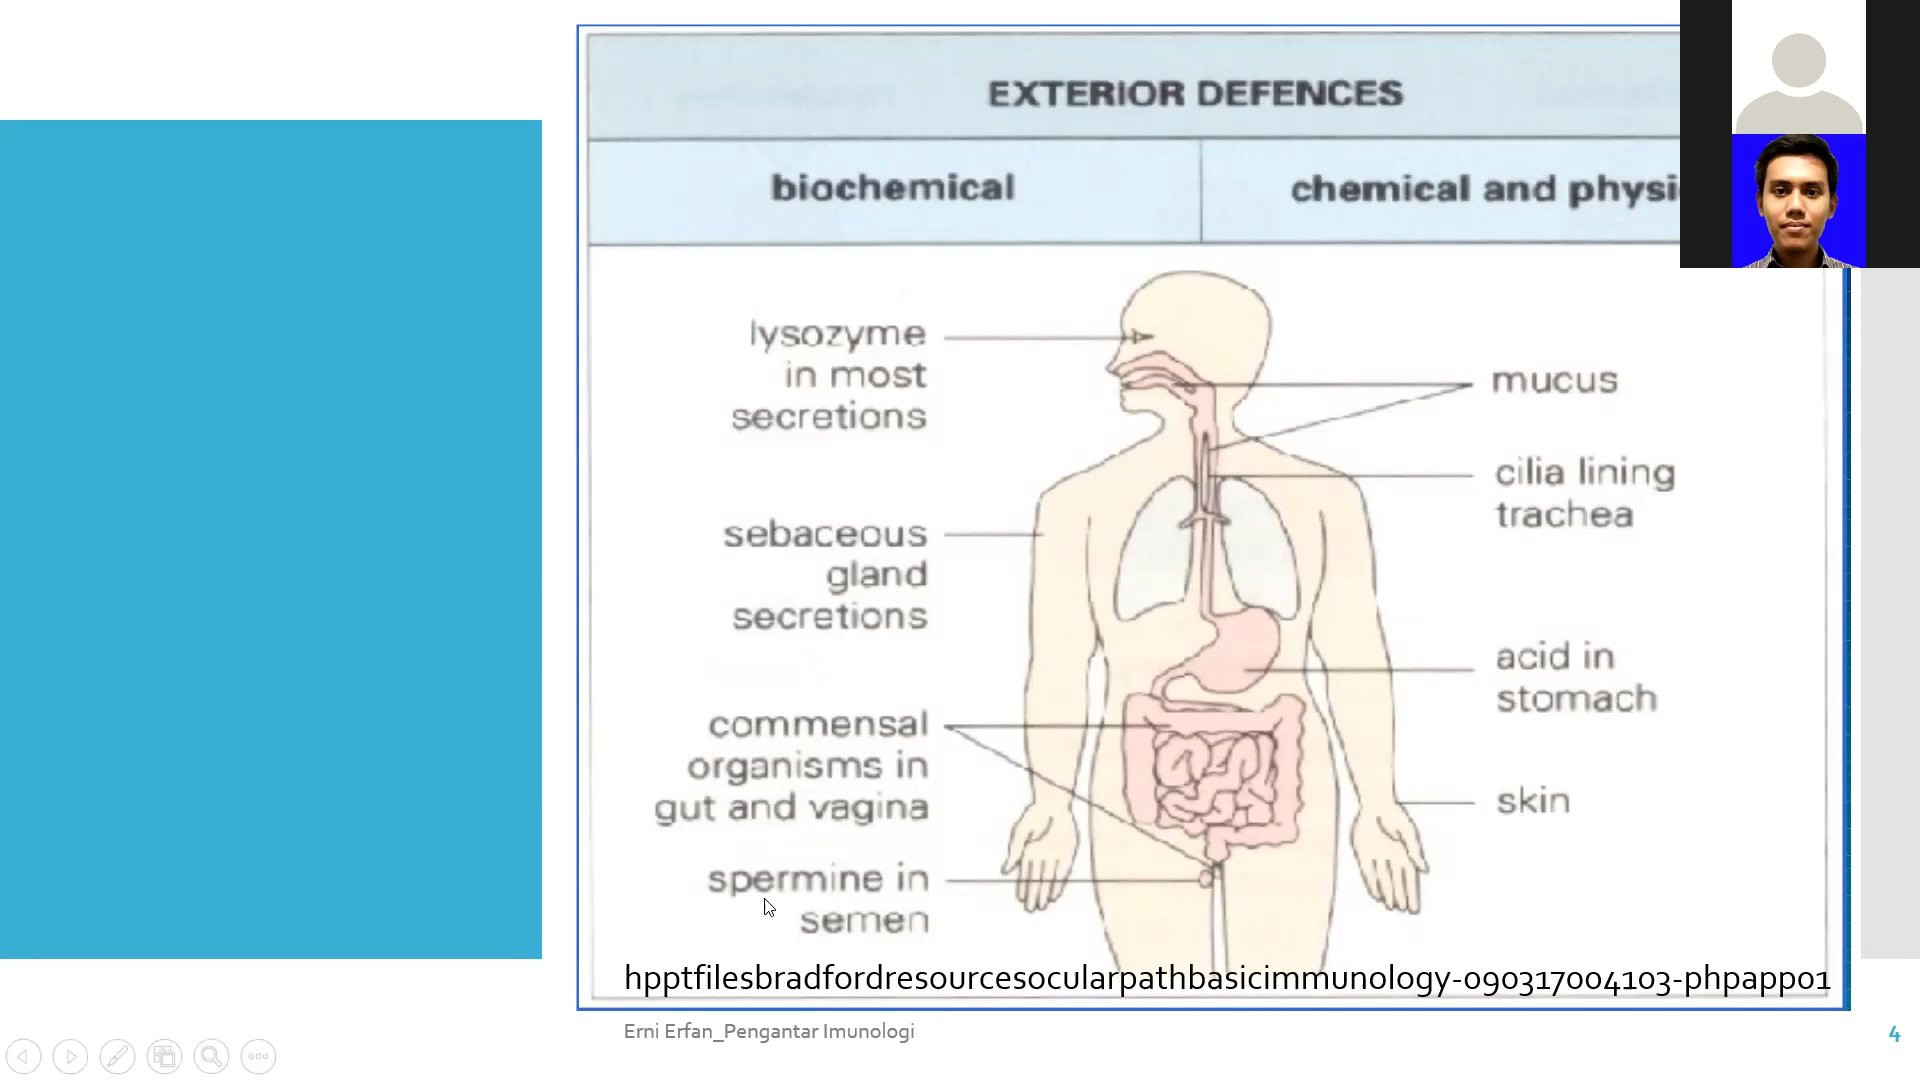 EXTERIOR DEFENCES
biochemical
chemical and physi
lysozyme
in most
secretions
sebaceous
gland
secretions
commensal
organisms in
gut and vagina
spermine in
semen
mucus
cilia lining
trachea
acid in
stomach
skin
hpptfilesbradfordresourcesocularpathbasicimmunology-090317004103-phpapp01
Erni Erfan_Pengantar Imunologi
4